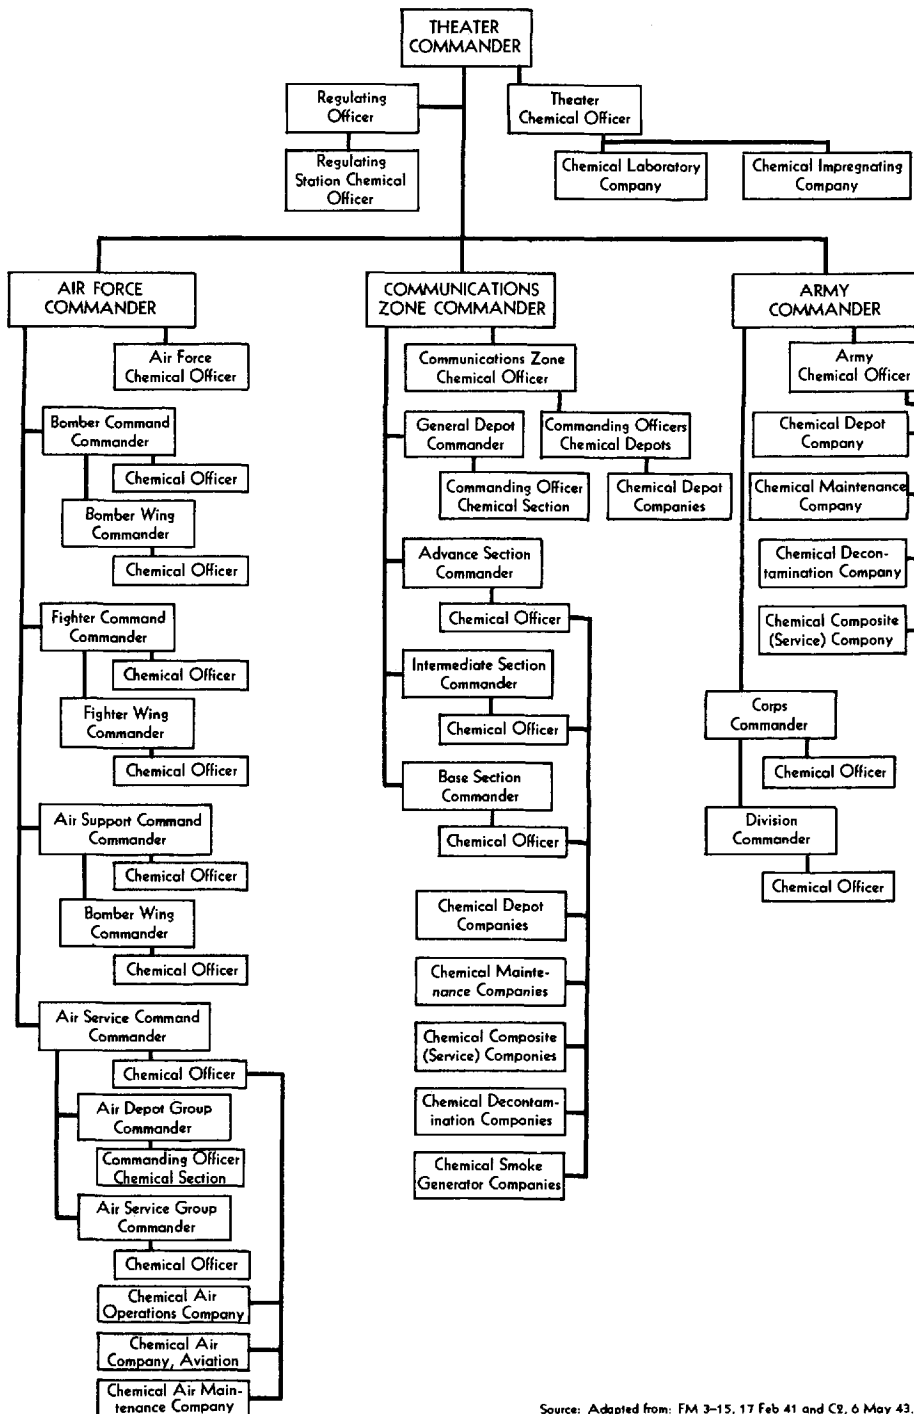 THEATER
COMMANDER
Regulating
Officer
Theater
Chemical Officer
Regulating
Station Chemical
Officer
Chemical Laboratory
Company
Chemical Impregnating
Company
AIR FORCE
COMMANDER
Air Force
Chemical Officer
Bomber Command
Commander
Chemical Officer
Bomber Wing
Commander
Chemical Officer
Fighter Command
Commander
Chemical Officer
Fighter Wing
Commander
Chemical Officer
Air Support Command
Commander
Chemical Officer
Bomber Wing
Commander
Chemical Officer
Air Service Command
Commander
Chemical Officer
Air Depot Group
Commander
Commanding Officer
Chemical Section
Air Service Group
Commander
Chemical Officer
Chemical Air
Operations Company
Chemical Air
Company, Aviation
Chemical Air Main-
tenance Company
COMMUNICATIONS
ZONE COMMANDER
Communications Zone
Chemical Officer
General Depot
Commander
Commanding Officers
Chemical Depots
Commanding Officer
Chemical Section
Chemical Depot
Companies
Advance Section
Commander
Chemical Officer
Intermediate Section
Commander
Chemical Officer
Base Section
Commander
Chemical Officer
Chemical Depot
Companies
Chemical Mainte-
nance Companies
Chemical Composite
(Service) Companies
Chemical Decontam-
ination Companies
Chemical Smoke
Generator Companies
ARMY
COMMANDER
Army
Chemical Officer
Chemical Depot
Company
Chemical Maintenance
Company
Chemical Decon-
tamination Company
Chemical Composite
(Service) Company
Corps
Commander
Chemical Officer
Division
Commander
Chemical Officer
Source: Adapted from: FM 3-15, 17 Feb 41 and C2, 6 May 43.